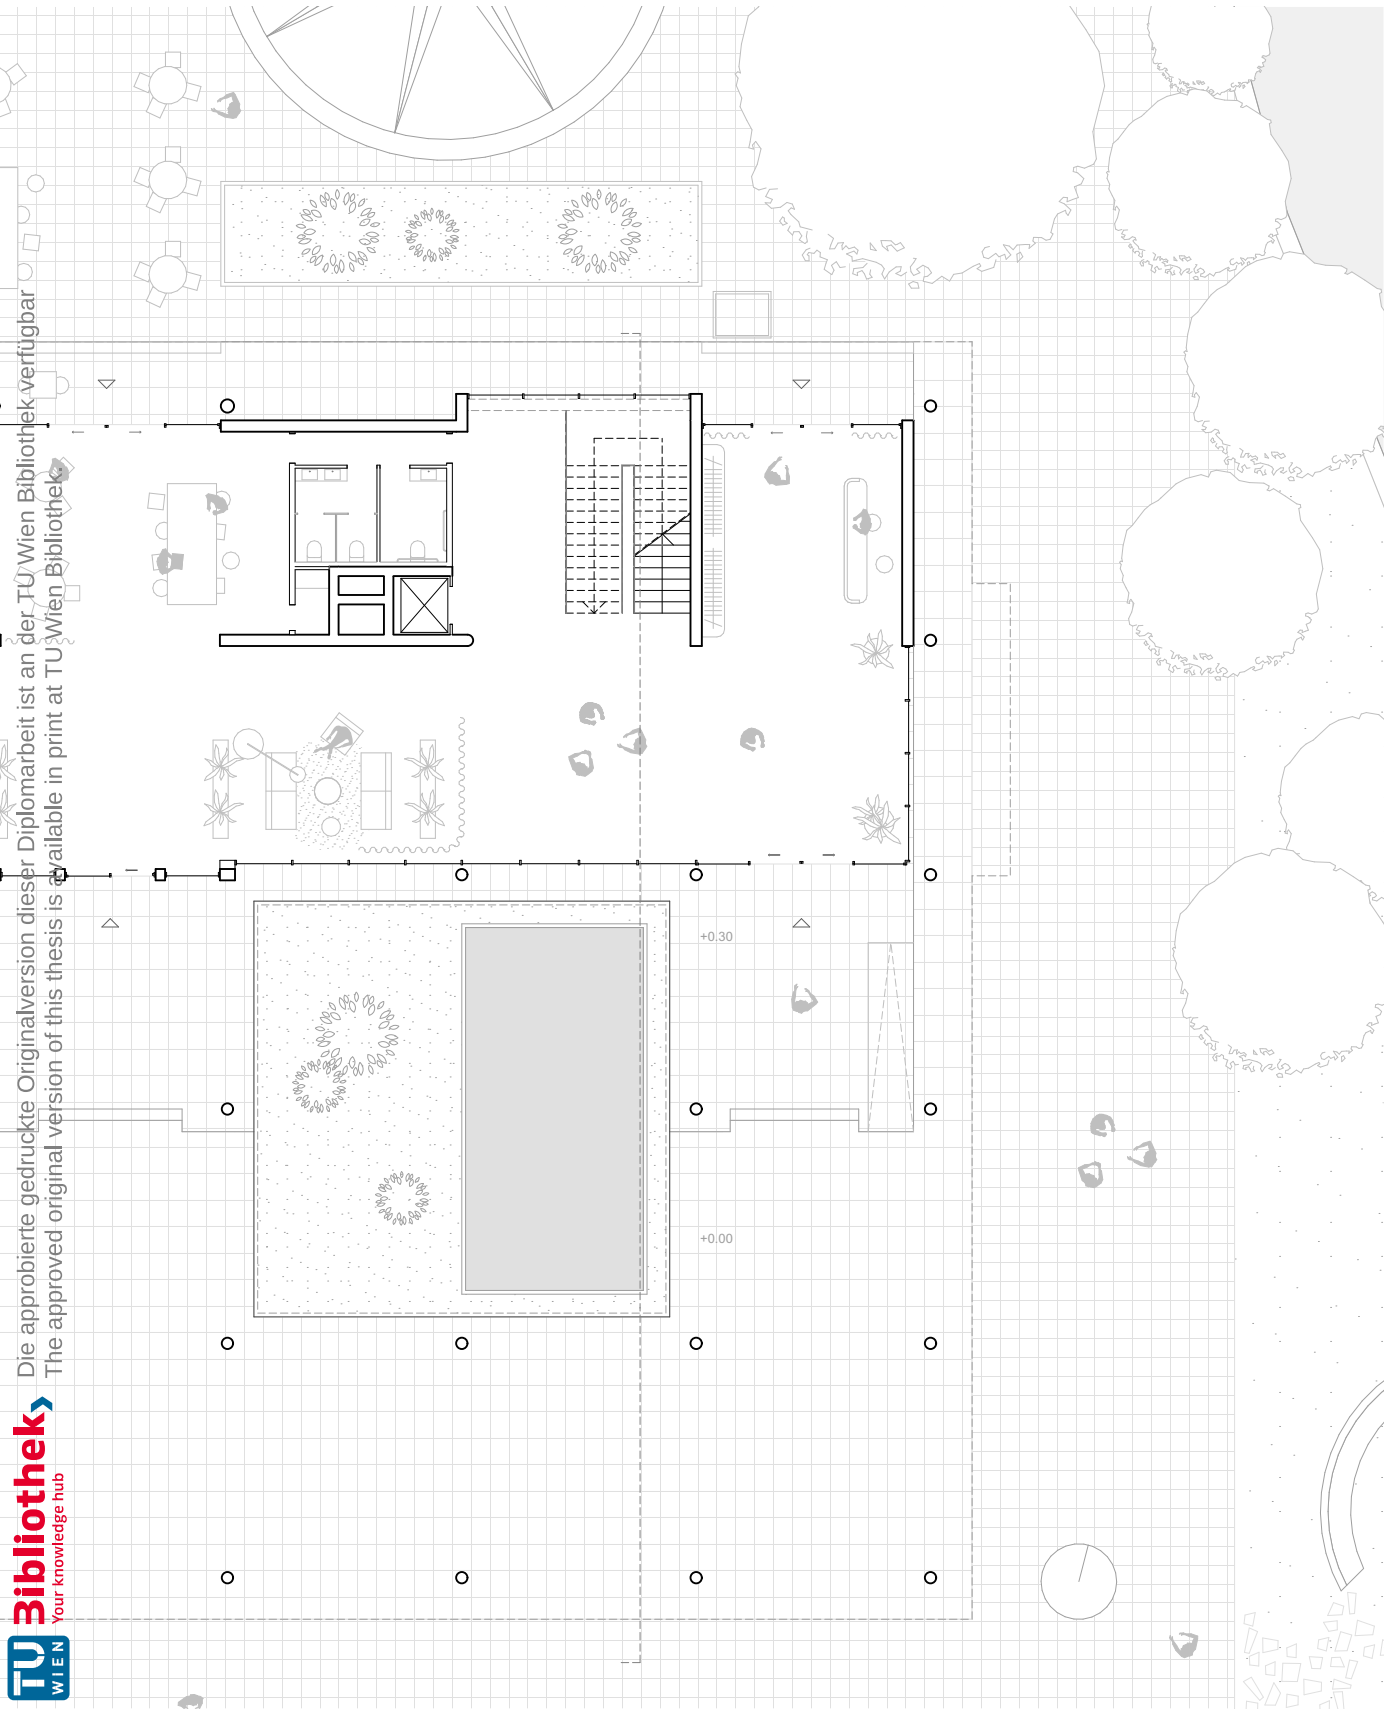 +0.30
+0.00
Die approbierte gedruckte Originalversion dieser Diplomarbeit ist an der TU Wien Bibliothek verfügbar
The approved original version of this thesis is available in print at TU Wien Bibliothek.
Bibliothek
Your knowledge hub
TU
WIEN